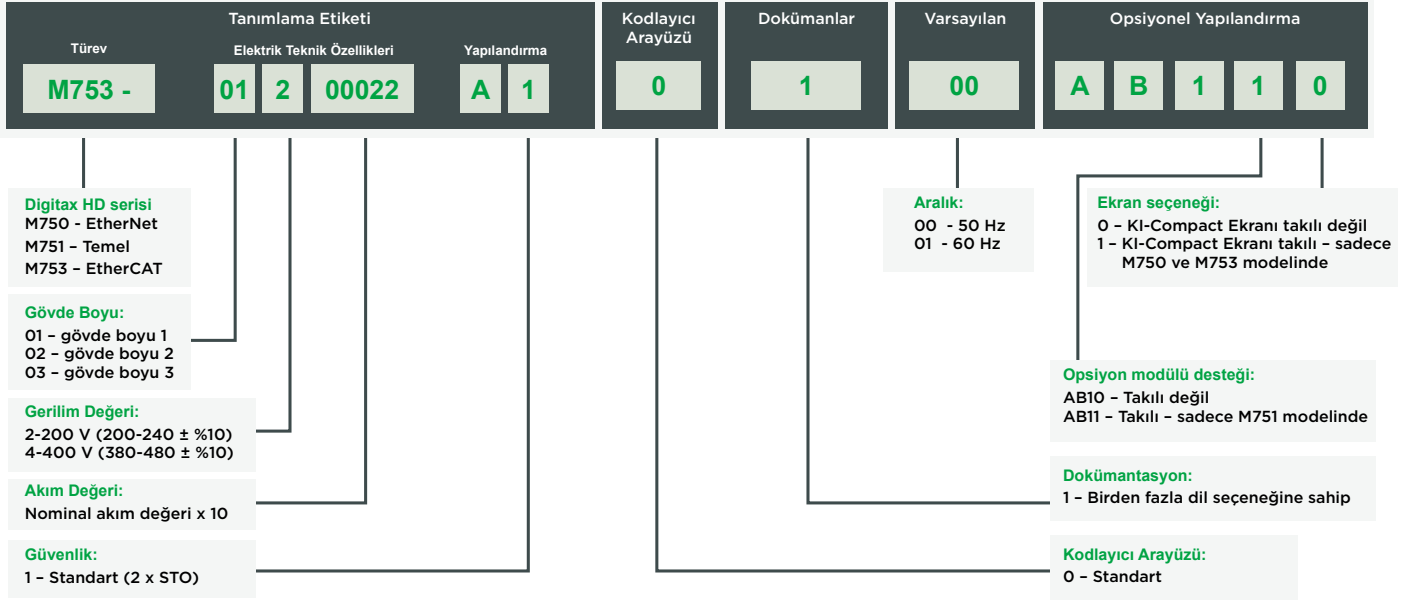 Tanımlama Etiketi
Kodlayıcı
Arayüzü
Dokümanlar
Varsayılan
Opsiyonel Yapılandırma
Türev
Elektrik Teknik Özellikleri
Yapılandırma
M753 -
01
2
00022
A
1
0
1
00
A
B
1
1
0
Digitax HD serisi
M750 - EtherNet
M751 – Temel
M753 – EtherCAT
Gövde Boyu:
01 – gövde boyu 1
02 – gövde boyu 2
03 – gövde boyu 3
Gerilim Değeri:
2-200 V (200-240 ± %10)
4-400 V (380-480 ± %10)
Akım Değeri:
Nominal akım değeri x 10
Güvenlik:
1 – Standart (2 x STO)
Aralık:
00 - 50 Hz
01 - 60 Hz
Ekran seçeneği:
0 – KI-Compact Ekranı takılı değil
1 – KI-Compact Ekranı takılı – sadece
M750 ve M753 modelinde
Opsiyon modülü desteği:
AB10 – Takılı değil
AB11 – Takılı – sadece M751 modelinde
Dokümantasyon:
1 – Birden fazla dil seçeneğine sahip
Kodlayıcı Arayüzü:
0 – Standart